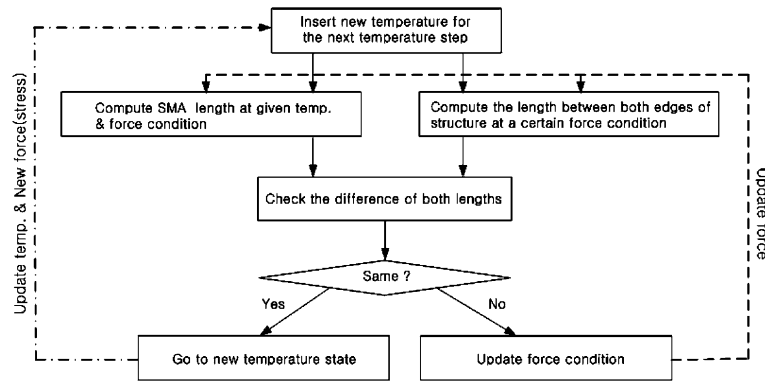 Insert new temperature for
the next temperature step
Compute SMA length at given temp.
& force condition
Compute the length between both edges of
structure at a certain force condition
Check the difference of both lengths
Same ?
Yes
No
Go to new temperature state
Update force condition
Update temp. & New force(stress)
Update force